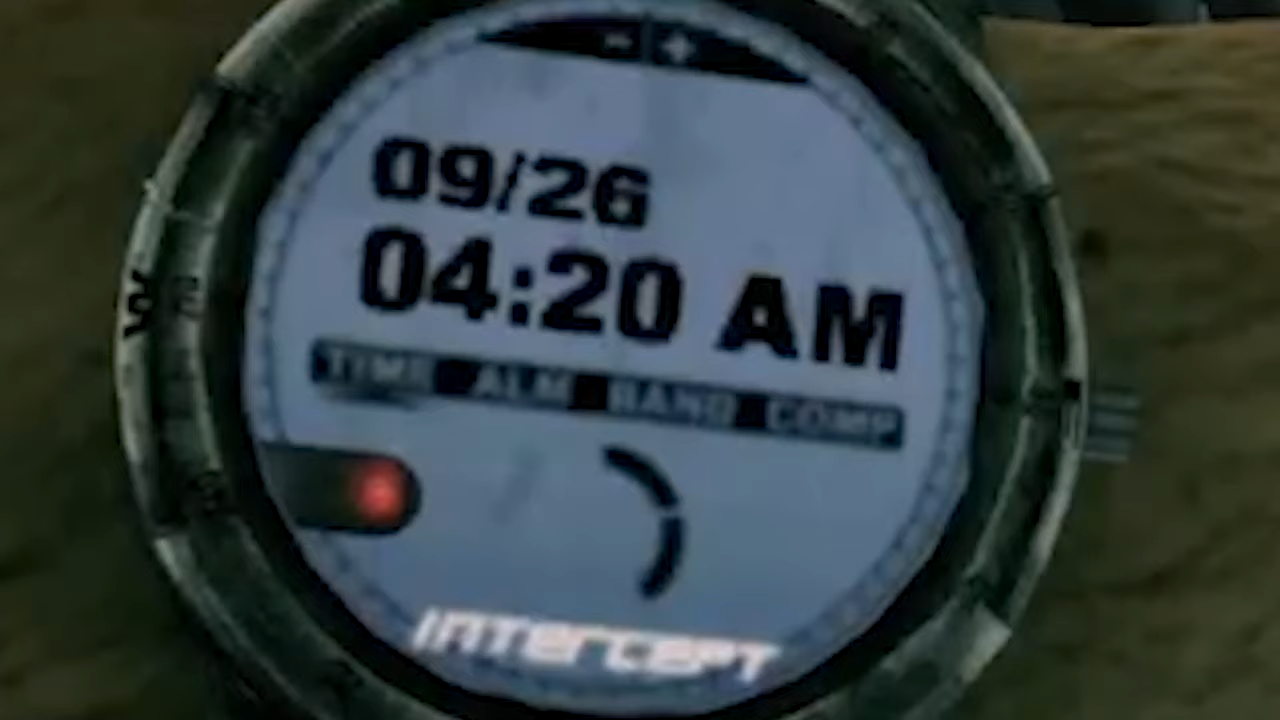 - +
09/26
04:20 AM
TIME ALM BAND COMP
INTERCEPT